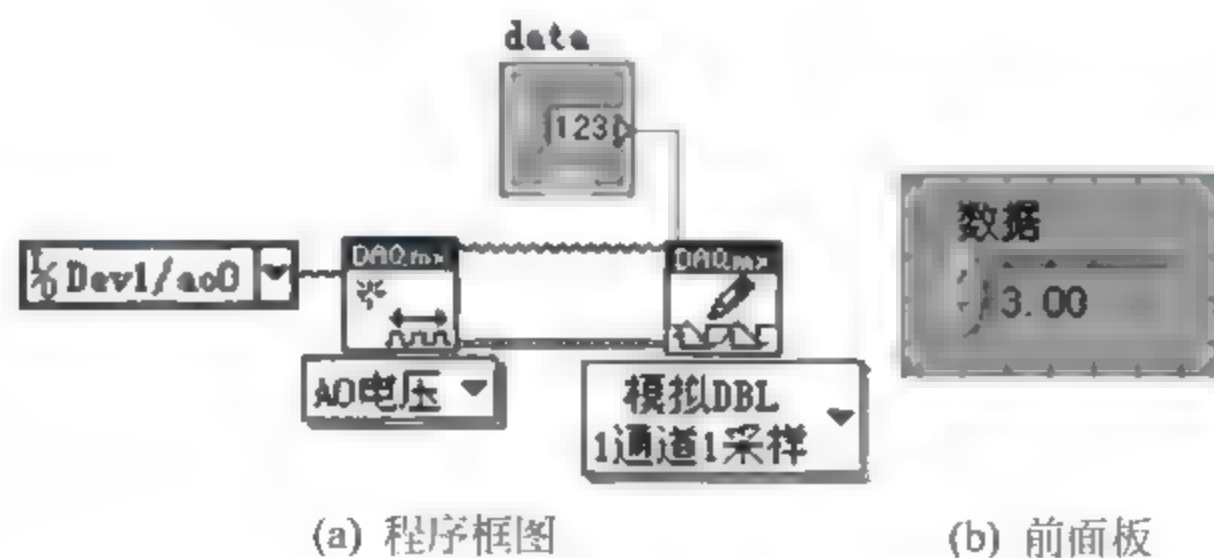 data
123
I/O Dev1/ao0
DAQmx
DAQmx
AO电压
模拟DBL
1通道1采样
数据
3.00
(a) 程序框图
(b) 前面板